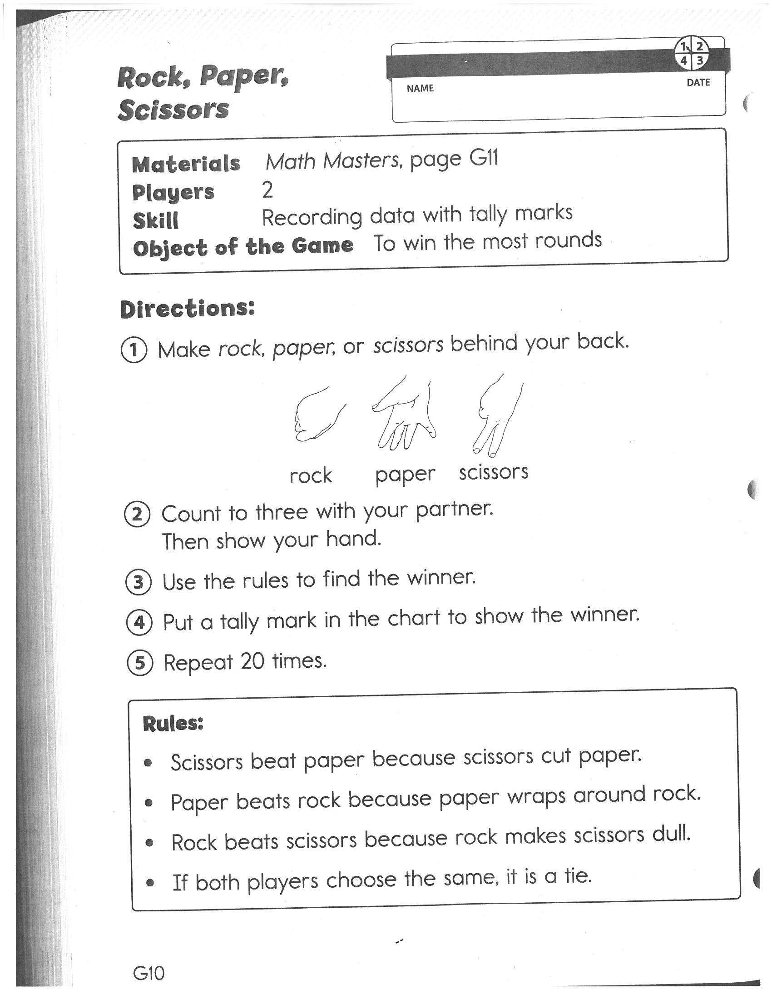 Rock, Paper,
Scissors
1 2
4 3
NAME
DATE
Materials Math Masters, page G11
Players 2
Skill Recording data with tally marks
Object of the Game To win the most rounds
Directions:
1 Make rock, paper, or scissors behind your back.
rock paper scissors
2 Count to three with your partner.
Then show your hand.
3 Use the rules to find the winner.
4 Put a tally mark in the chart to show the winner.
5 Repeat 20 times.
Rules:
• Scissors beat paper because scissors cut paper.
• Paper beats rock because paper wraps around rock.
• Rock beats scissors because rock makes scissors dull.
• If both players choose the same, it is a tie.
G10